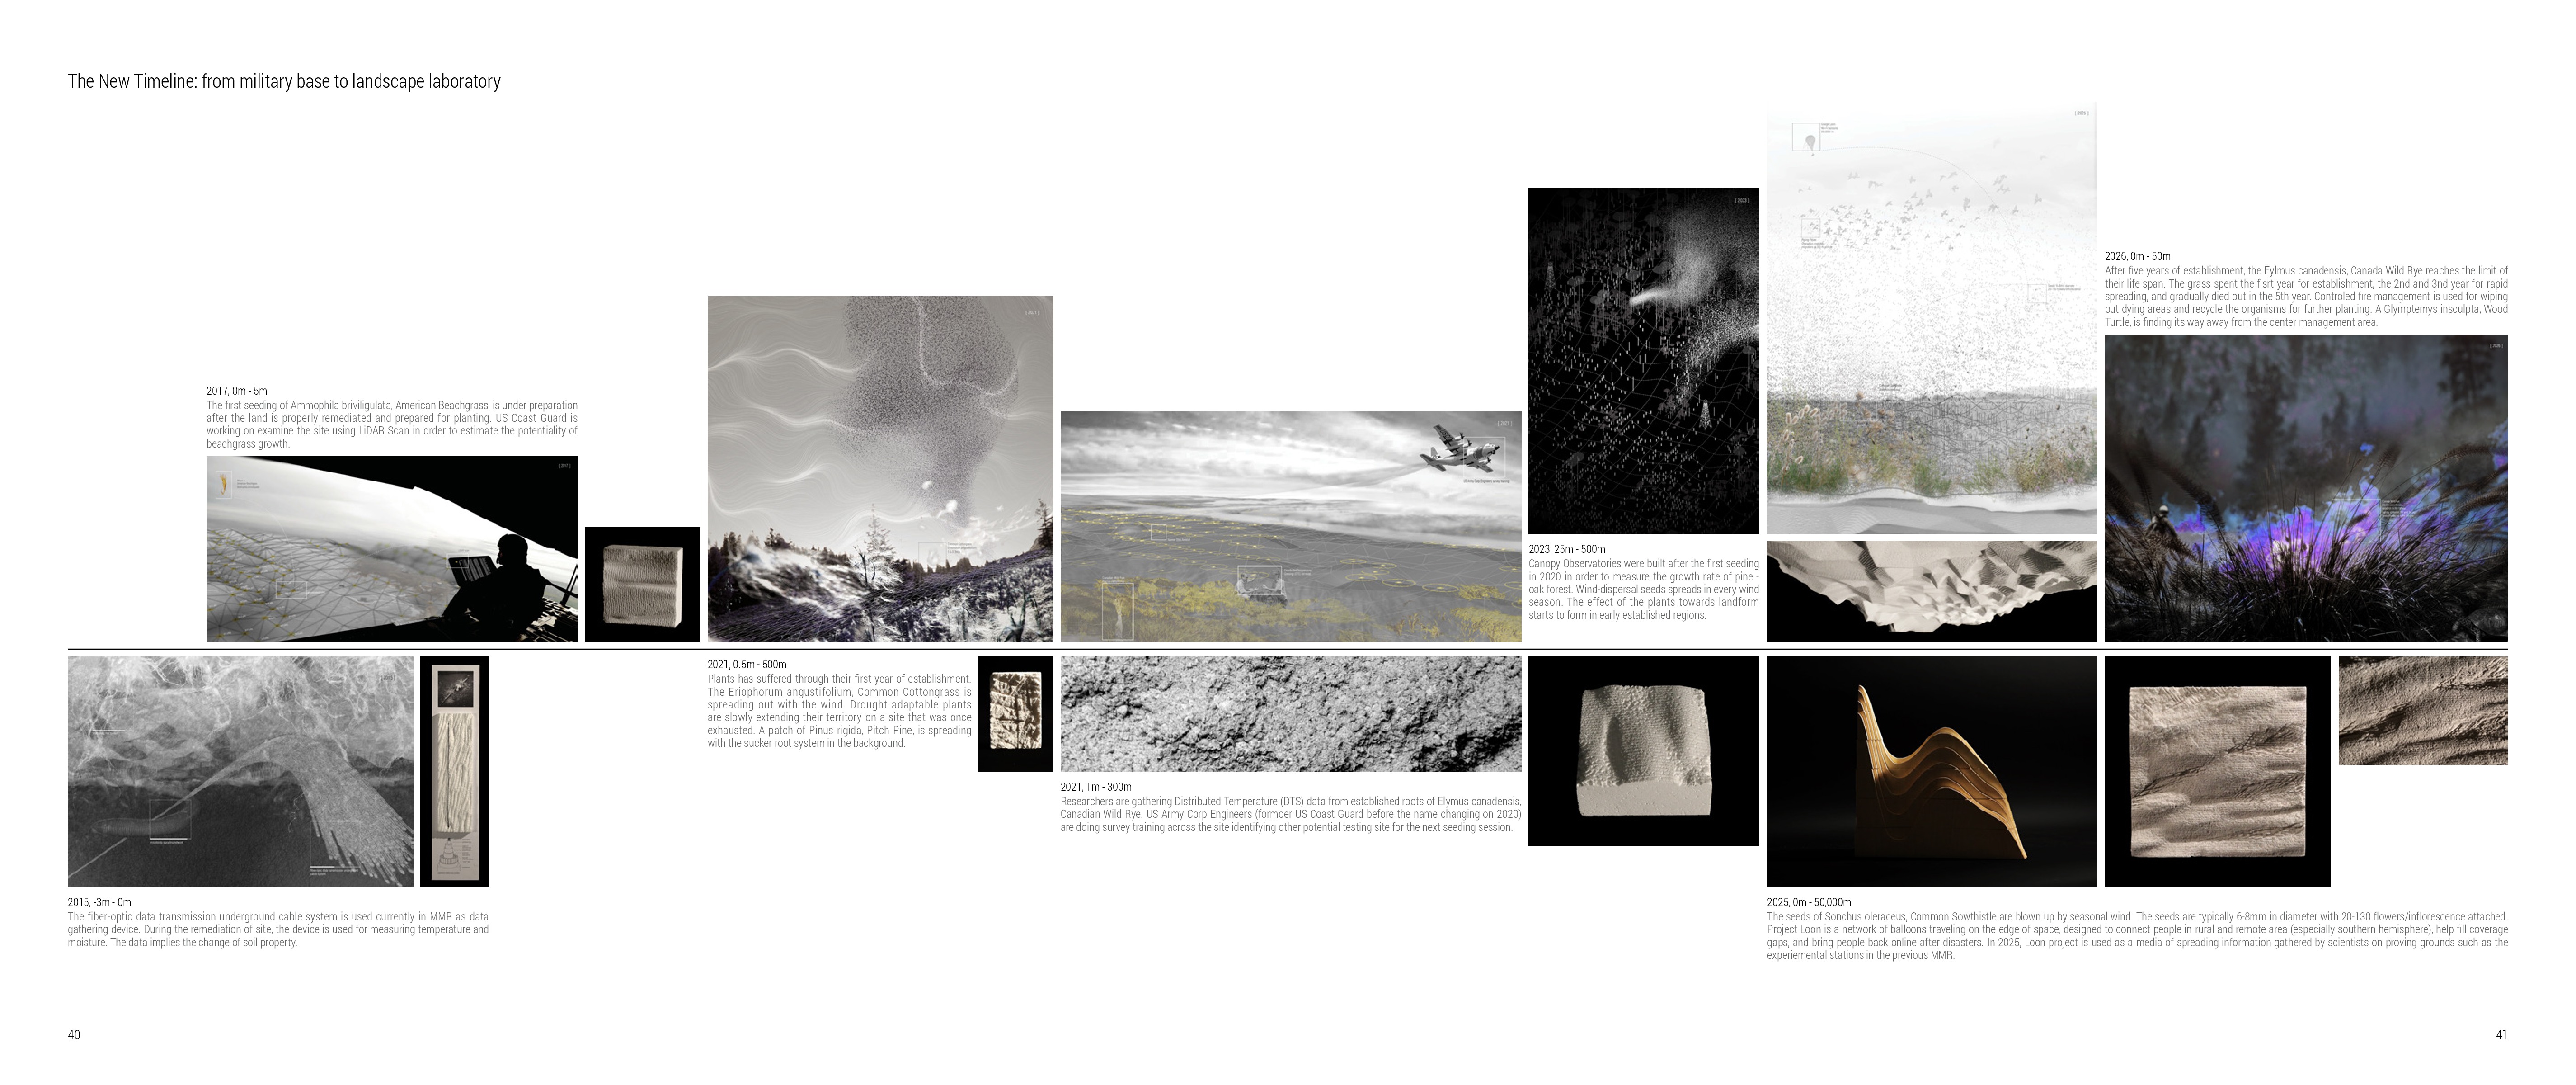 The New Timeline: from military base to landscape laboratory
2017, 0m - 5m
The first seeding of Ammophila briviligulata, American Beachgrass, is under preparation
after the land is properly remediated and prepared for planting. US Coast Guard is
working on examine the site using LiDAR Scan in order to estimate the potentiality of
beachgrass growth.
2026, 0m - 50m
After five years of establishment, the Eylmus canadensis, Canada Wild Rye reaches the limit of
their life span. The grass spent the fisrt year for establishment, the 2nd and 3nd year for rapid
spreading, and gradually died out in the 5th year. Controled fire management is used for wiping
out dying areas and recycle the organisms for further planting. A Glymptemys insculpta, Wood
Turtle, is finding its way away from the center management area.
2023, 25m - 500m
Canopy Observatories were built after the first seeding
in 2020 in order to measure the growth rate of pine -
oak forest. Wind-dispersal seeds spreads in every wind
season. The effect of the plants towards landform
starts to form in early established regions.
2015, -3m - 0m
The fiber-optic data transmission underground cable system is used currently in MMR as data
gathering device. During the remediation of site, the device is used for measuring temperature and
moisture. The data implies the change of soil property.
2021, 0.5m - 500m
Plants has suffered through their first year of establishment.
The Eriophorum angustifolium, Common Cottongrass is
spreading out with the wind. Drought adaptable plants
are slowly extending their territory on a site that was once
exhausted. A patch of Pinus rigida, Pitch Pine, is spreading
with the sucker root system in the background.
2021, 1m - 300m
Researchers are gathering Distributed Temperature (DTS) data from established roots of Elymus canadensis,
Canadian Wild Rye. US Army Corp Engineers (formoer US Coast Guard before the name changing on 2020)
are doing survey training across the site identifying other potential testing site for the next seeding session.
2025, 0m - 50,000m
The seeds of Sonchus oleraceus, Common Sowthistle are blown up by seasonal wind. The seeds are typically 6-8mm in diameter with 20-130 flowers/inflorescence attached.
Project Loon is a network of balloons traveling on the edge of space, designed to connect people in rural and remote area (especially southern hemisphere), help fill coverage
gaps, and bring people back online after disasters. In 2025, Loon project is used as a media of spreading information gathered by scientists on proving grounds such as the
experiemental stations in the previous MMR.
40
41